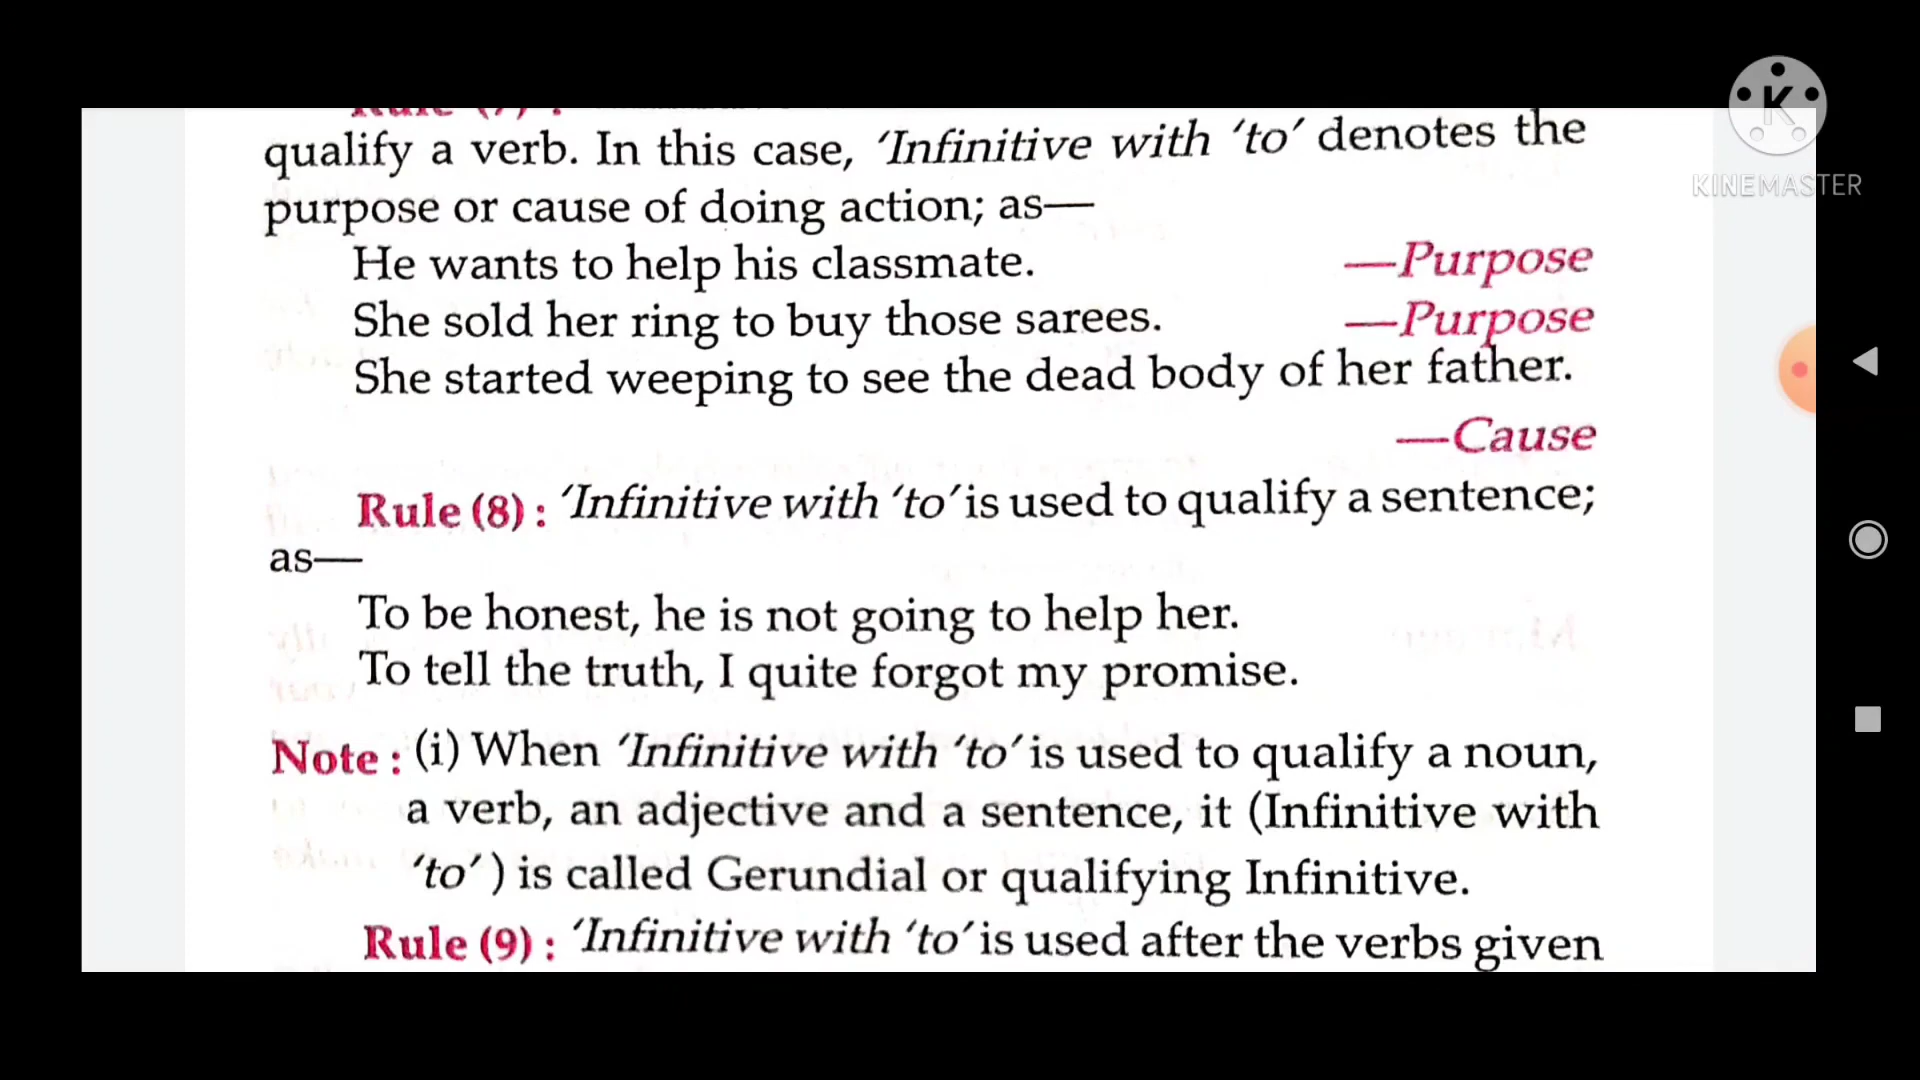 qualify a verb. In this case, 'Infinitive with 'to' denotes the
purpose or cause of doing action; as—
He wants to help his classmate. —Purpose
She sold her ring to buy those sarees. —Purpose
She started weeping to see the dead body of her father.
—Cause
Rule (8) : 'Infinitive with 'to' is used to qualify a sentence;
as—
To be honest, he is not going to help her.
To tell the truth, I quite forgot my promise.
Note : (i) When 'Infinitive with 'to' is used to qualify a noun,
a verb, an adjective and a sentence, it (Infinitive with
'to' ) is called Gerundial or qualifying Infinitive.
Rule (9) : 'Infinitive with 'to' is used after the verbs given
K
KINEMASTER